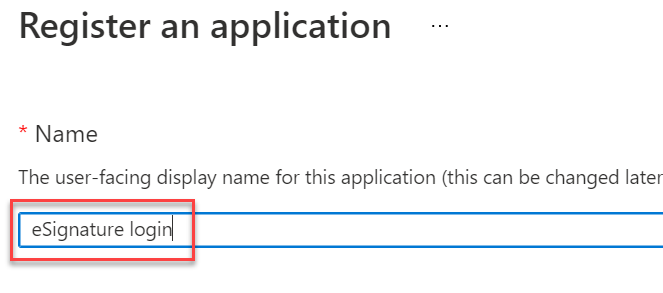 Register an application ...
* Name
The user-facing display name for this application (this can be changed later
eSignature login